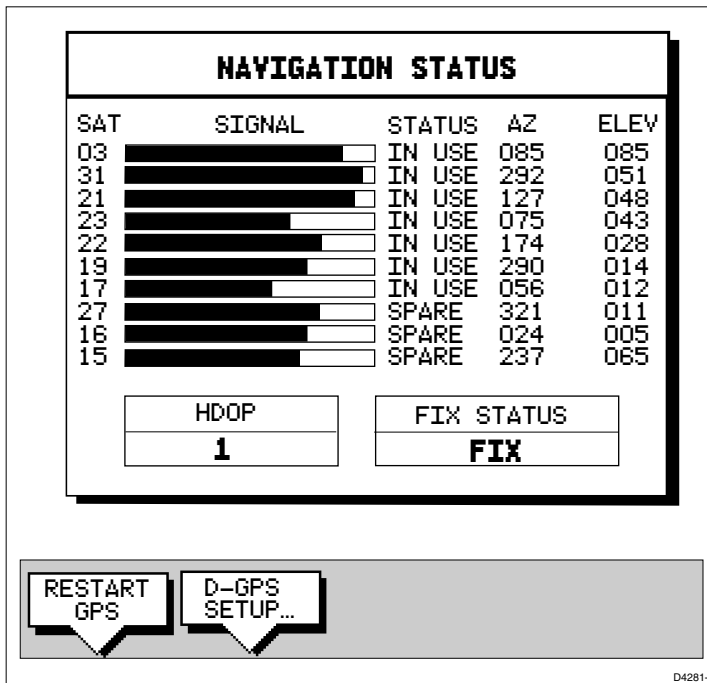 NAVIGATION STATUS
SAT SIGNAL STATUS AZ ELEV
03 IN USE 085 085
31 IN USE 292 051
21 IN USE 127 048
23 IN USE 075 043
22 IN USE 174 028
19 IN USE 290 014
17 IN USE 056 012
27 SPARE 321 011
16 SPARE 024 005
15 SPARE 237 065
HDOP
1
FIX STATUS
FIX
RESTART
GPS
D-GPS
SETUP...
D4281-